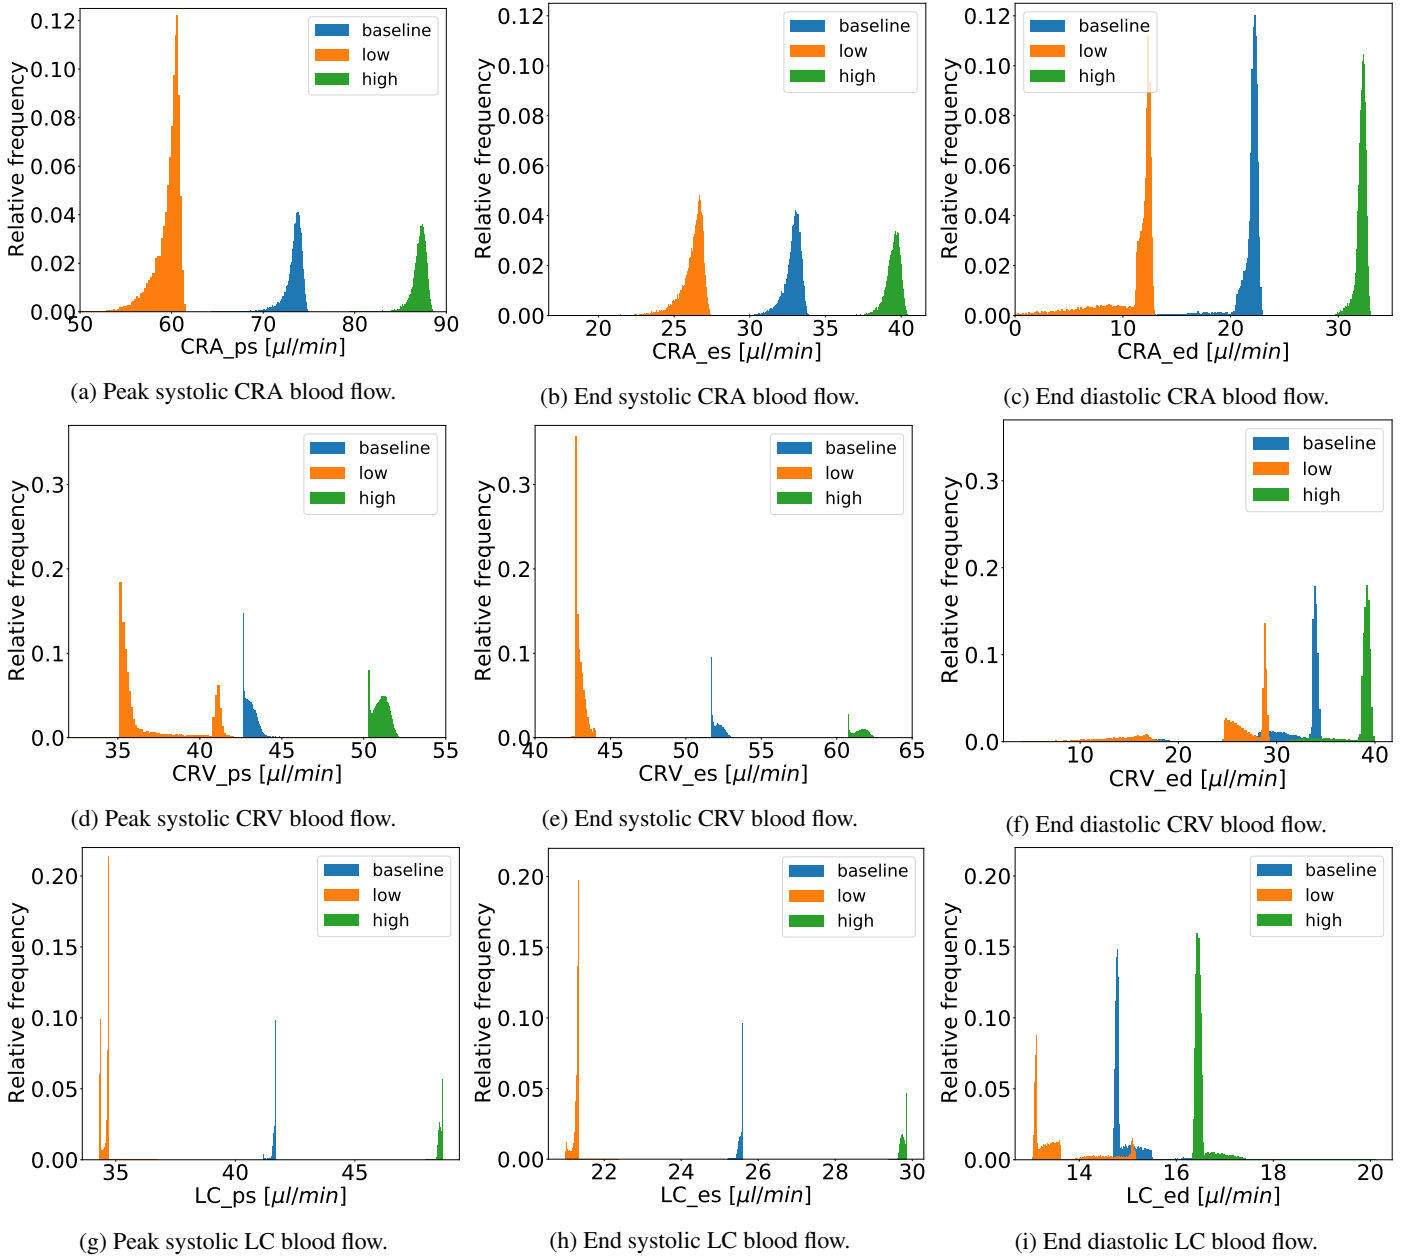 0.12
0.10
0.08
0.06
0.04
0.02
0.00
Relative frequency
baseline
low
high
50 60 70 80 90
CRA_ps [μl/min]
(a) Peak systolic CRA blood flow.
0.12
0.10
0.08
0.06
0.04
0.02
0.00
Relative frequency
baseline
low
high
20 25 30 35 40
CRA_es [μl/min]
(b) End systolic CRA blood flow.
0.12
0.10
0.08
0.06
0.04
0.02
0.00
Relative frequency
baseline
low
high
0 10 20 30
CRA_ed [μl/min]
(c) End diastolic CRA blood flow.
0.3
0.2
0.1
0.0
Relative frequency
baseline
low
high
35 40 45 50 55
CRV_ps [μl/min]
(d) Peak systolic CRV blood flow.
0.3
0.2
0.1
0.0
Relative frequency
baseline
low
high
40 45 50 55 60 65
CRV_es [μl/min]
(e) End systolic CRV blood flow.
0.3
0.2
0.1
0.0
Relative frequency
baseline
low
high
10 20 30 40
CRV_ed [μl/min]
(f) End diastolic CRV blood flow.
0.20
0.15
0.10
0.05
0.00
Relative frequency
baseline
low
high
35 40 45
LC_ps [μl/min]
(g) Peak systolic LC blood flow.
0.20
0.15
0.10
0.05
0.00
Relative frequency
baseline
low
high
22 24 26 28 30
LC_es [μl/min]
(h) End systolic LC blood flow.
0.20
0.15
0.10
0.05
0.00
Relative frequency
baseline
low
high
14 16 18 20
LC_ed [μl/min]
(i) End diastolic LC blood flow.